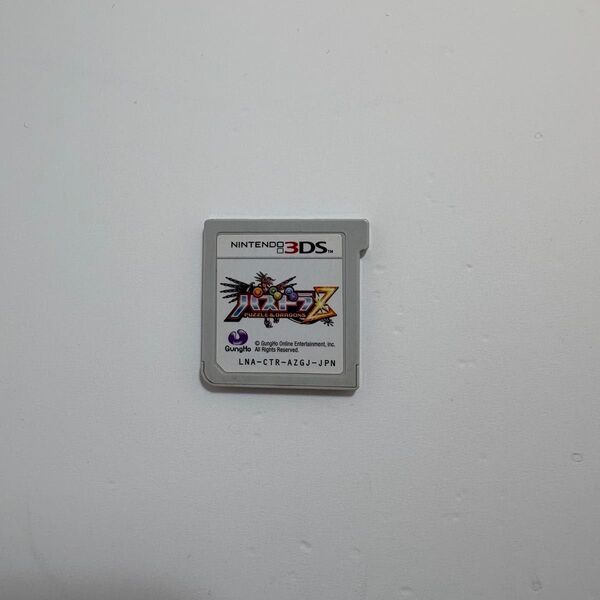 NINTENDO 3DS™
パズドラZ
PUZZLE & DRAGONS
GungHo
© GungHo Online Entertainment, Inc.
All Rights Reserved.
LNA-CTR-AZGJ-JPN